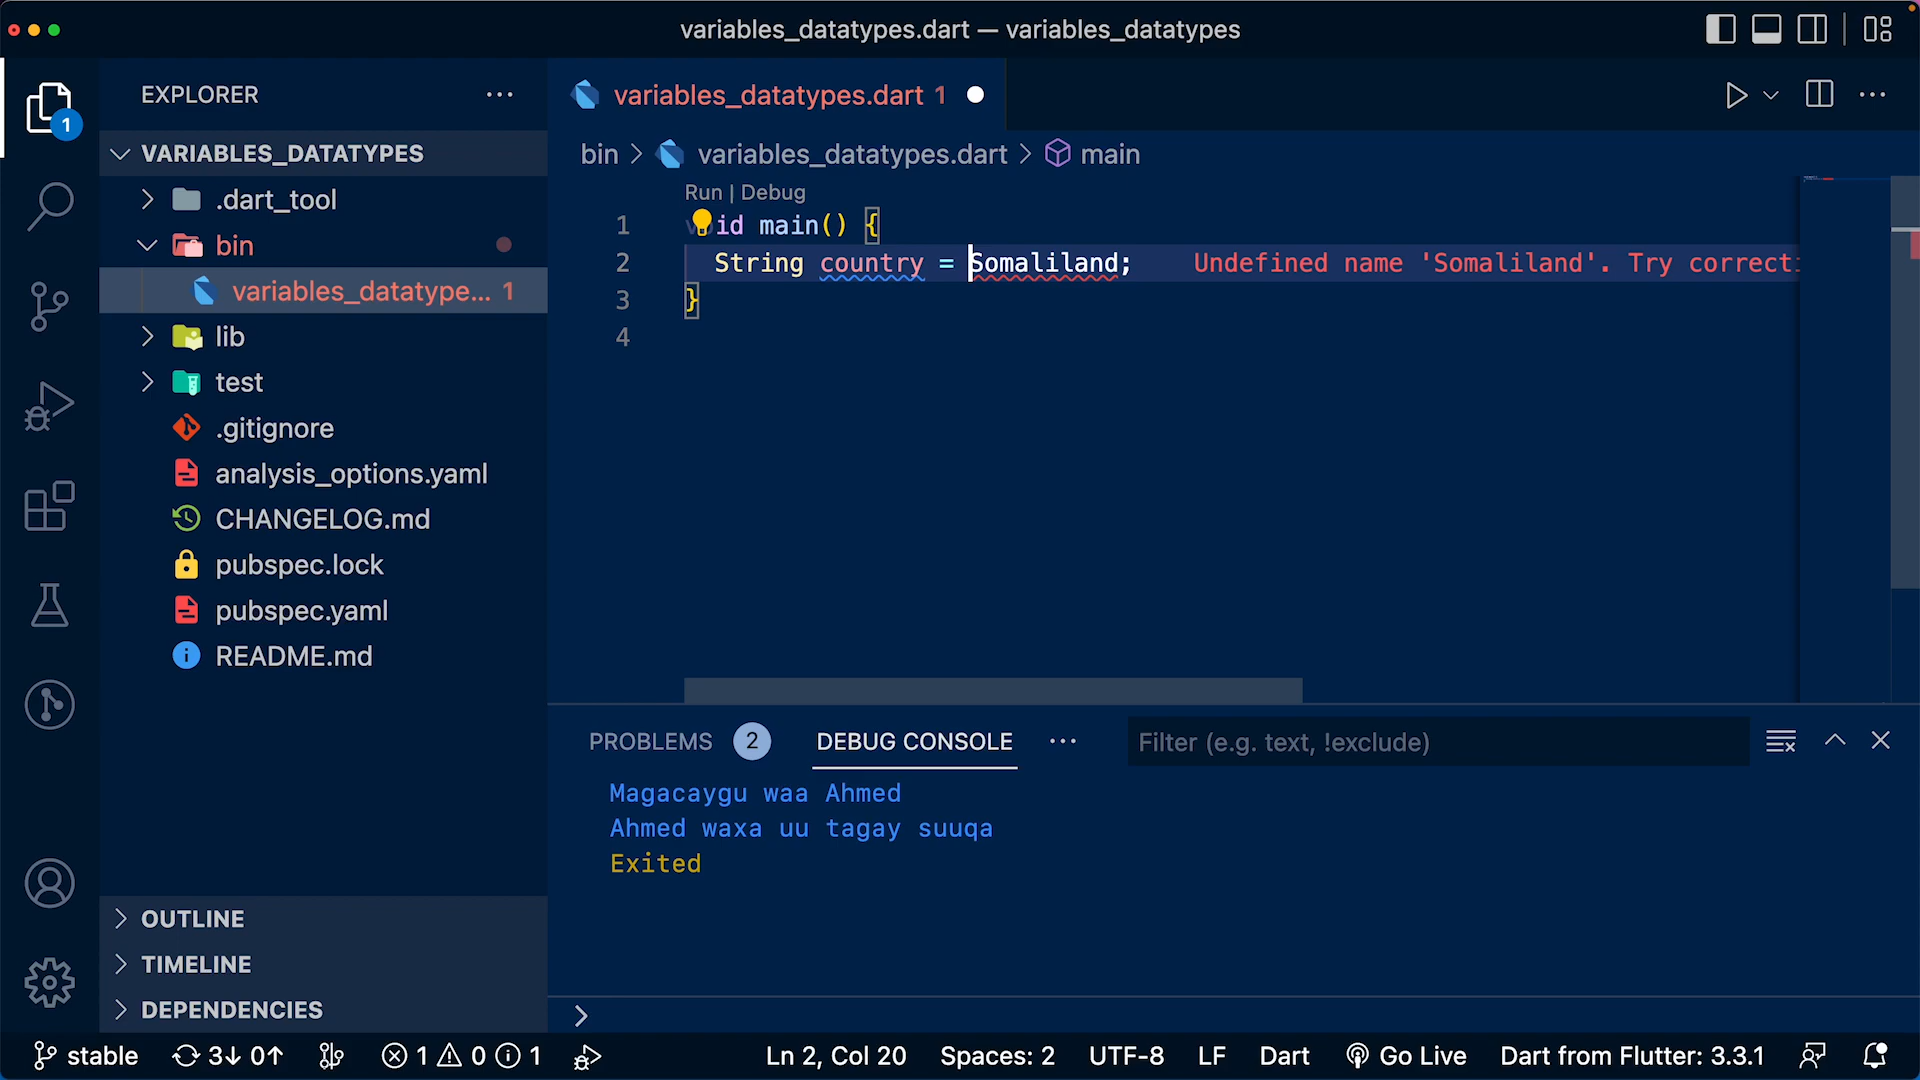 variables_datatypes.dart — variables_datatypes
EXPLORER
1
VARIABLES_DATATYPES
.dart_tool
bin
variables_datatype... 1
lib
test
.gitignore
analysis_options.yaml
CHANGELOG.md
pubspec.lock
pubspec.yaml
README.md
OUTLINE
TIMELINE
DEPENDENCIES
variables_datatypes.dart 1
bin > variables_datatypes.dart > main
Run | Debug
1 id main() {
2 String country = Somaliland; Undefined name 'Somaliland'. Try correcti
3 }
4
PROBLEMS 2 DEBUG CONSOLE ... Filter (e.g. text, !exclude)
Magacaygu waa Ahmed
Ahmed waxa uu tagay suuqa
Exited
>
stable 3↓ 0↑ 1 0 1 Ln 2, Col 20 Spaces: 2 UTF-8 LF Dart Go Live Dart from Flutter: 3.3.1